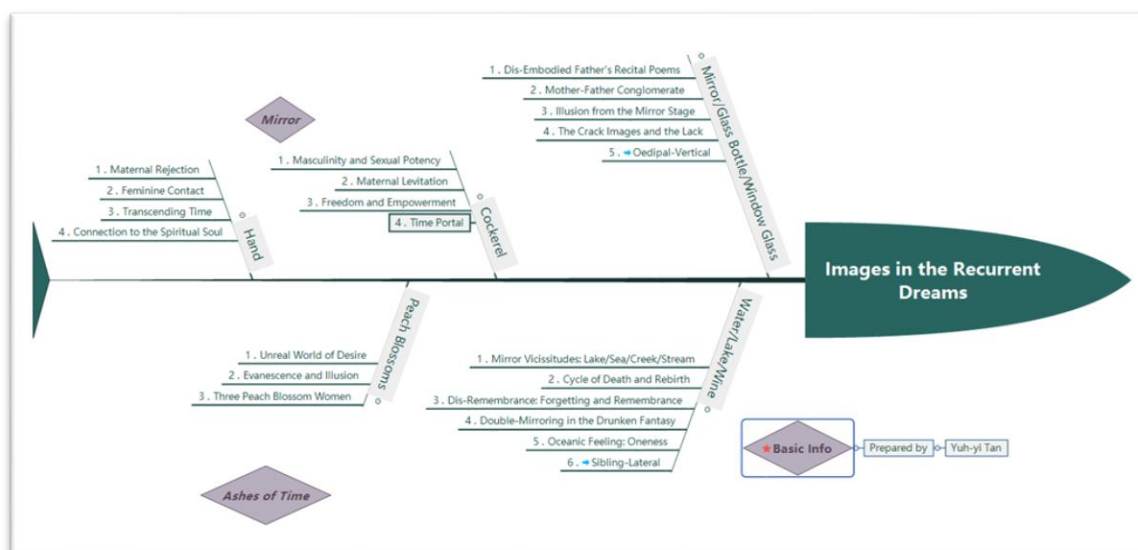 Mirror
1 . Maternal Rejection
2 . Feminine Contact
3 . Transcending Time
4 . Connection to the Spiritual Soul
Hand
1 . Masculinity and Sexual Potency
2 . Maternal Levitation
3 . Freedom and Empowerment
4 . Time Portal
Cockerel
1 . Dis-Embodied Father's Recital Poems
2 . Mother-Father Conglomerate
3 . Illusion from the Mirror Stage
4 . The Crack Images and the Lack
5 . Oedipal-Vertical
Mirror/Glass Bottle/Window Glass
Images in the Recurrent
Dreams
Peach Blossoms
1 . Unreal World of Desire
2 . Evanescence and Illusion
3 . Three Peach Blossom Women
Water/Lake/Wine
1 . Mirror Vicissitudes: Lake/Sea/Creek/Stream
2 . Cycle of Death and Rebirth
3 . Dis-Remembrance: Forgetting and Remembrance
4 . Double-Mirroring in the Drunken Fantasy
5 . Oceanic Feeling: Oneness
6 . Sibling-Lateral
Ashes of Time
Basic Info
Prepared by
Yuh-yi Tan